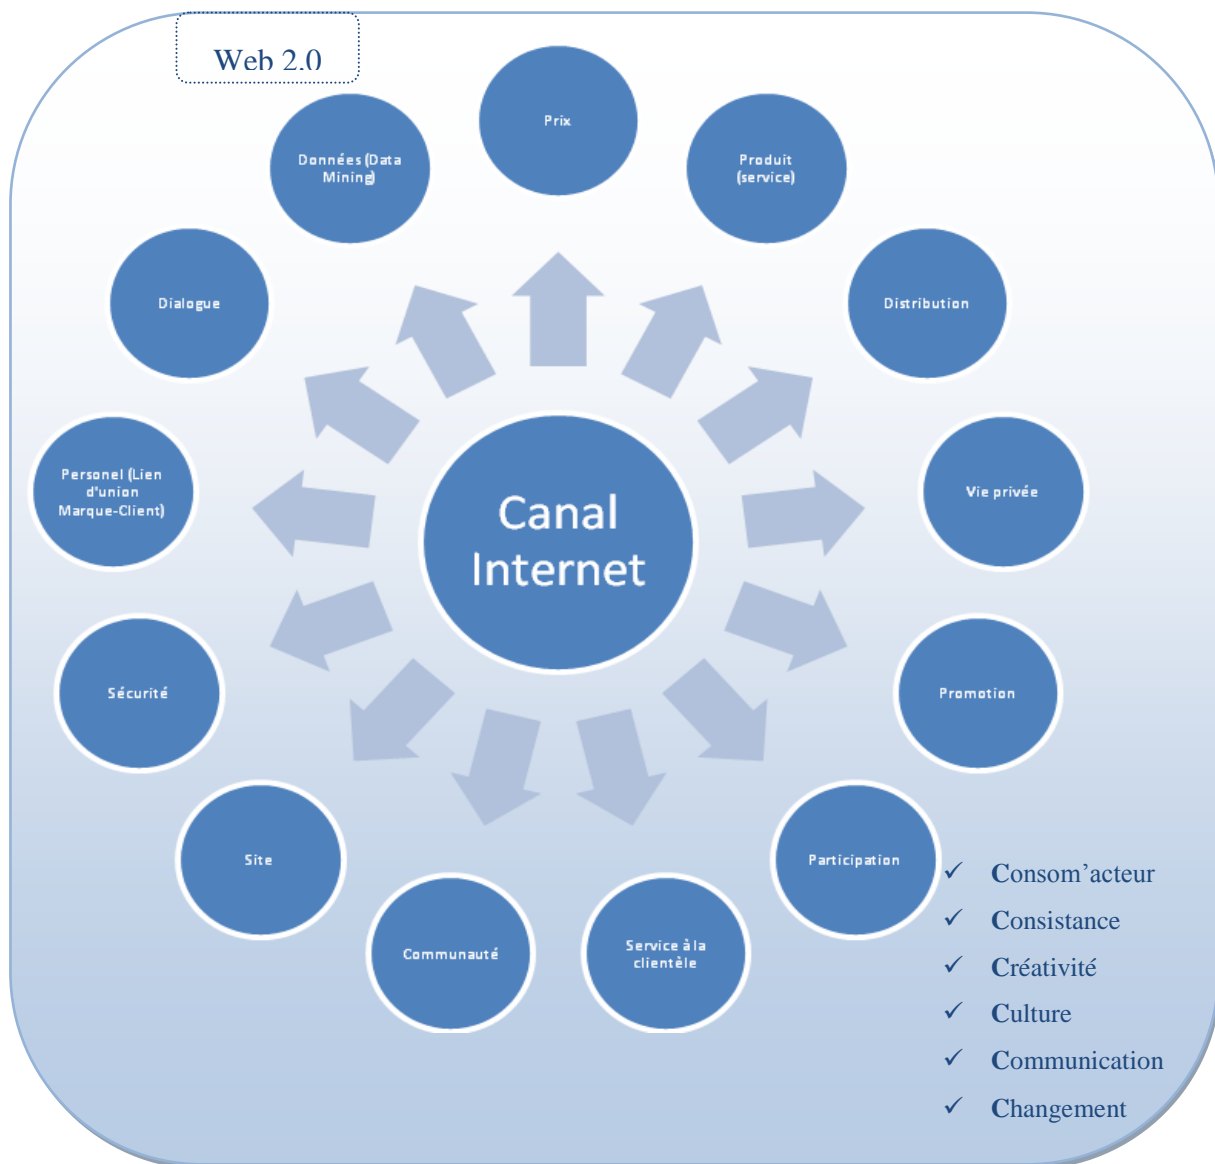 Web 2.0
Prix
Données (Data
Mining)
Produit
(service)
Dialogue
Distribution
Personel (Lien
d'union
Marque-Client)
Vie privée
Canal
Internet
Sécurité
Promotion
Site
Participation
Communauté
Service à la
clientèle
✓ Consom’acteur
✓ Consistance
✓ Créativité
✓ Culture
✓ Communication
✓ Changement